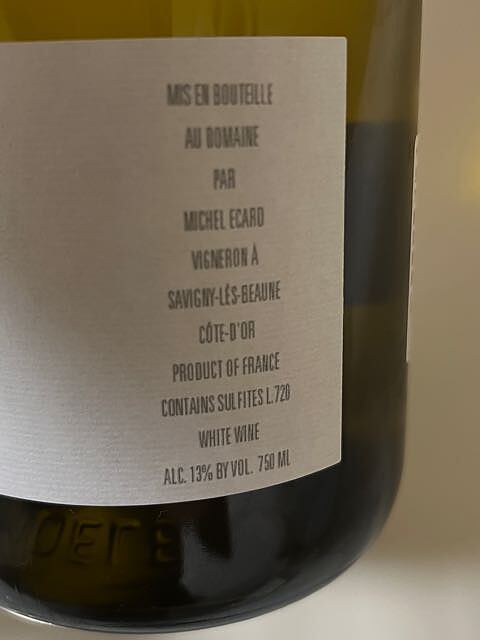 MIS EN BOUTEILLE
AU DOMAINE
PAR
MICHEL ECARD
VIGNERON À
SAVIGNY-LÈS-BEAUNE
CÔTE-D'OR
PRODUCT OF FRANCE
CONTAINS SULFITES L.720
WHITE WINE
ALC. 13% BY VOL. 750 ML